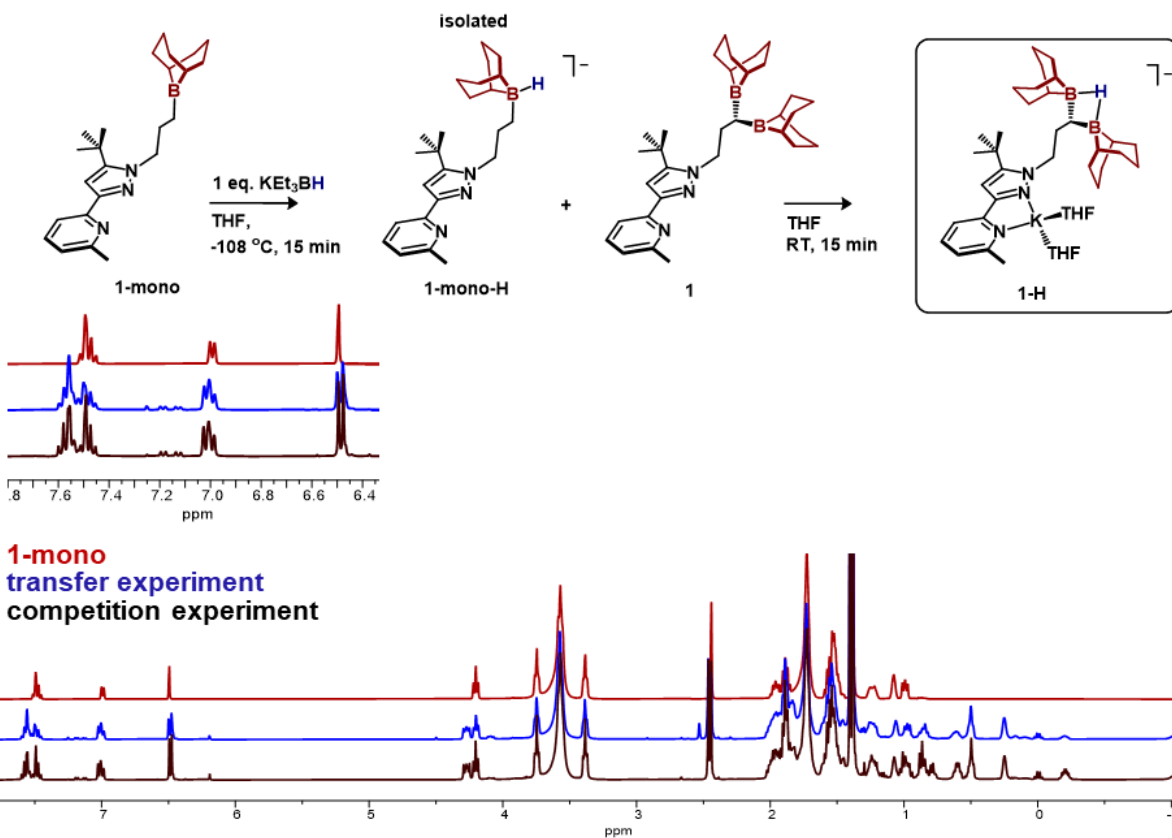 isolated
]–
]–
B
B
H
B
B
B
H
B
N
N
N
1 eq. KEt₃BH
THF,
-108 °C, 15 min
N
N
N
+
N
N
N
THF
RT, 15 min
N
N
N
K
THF
THF
1-mono
1-mono-H
1
1-H
.8 7.6 7.4 7.2 7.0 6.8 6.6 6.4
ppm
1-mono
transfer experiment
competition experiment
7 6 5 4 3 2 1 0
ppm